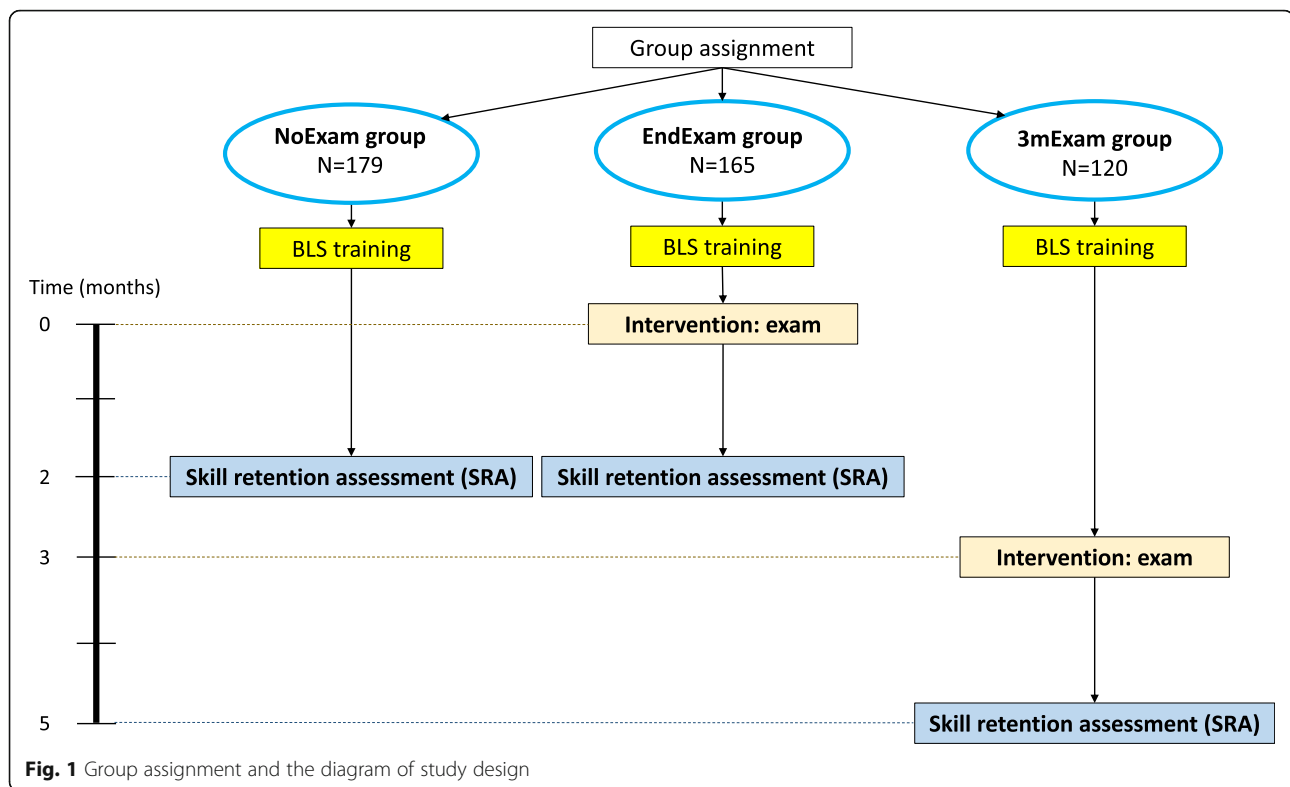 Group assignment
NoExam group
N=179
EndExam group
N=165
3mExam group
N=120
BLS training
BLS training
BLS training
Time (months)
0
Intervention: exam
2
Skill retention assessment (SRA)
Skill retention assessment (SRA)
3
Intervention: exam
5
Skill retention assessment (SRA)
Fig. 1 Group assignment and the diagram of study design